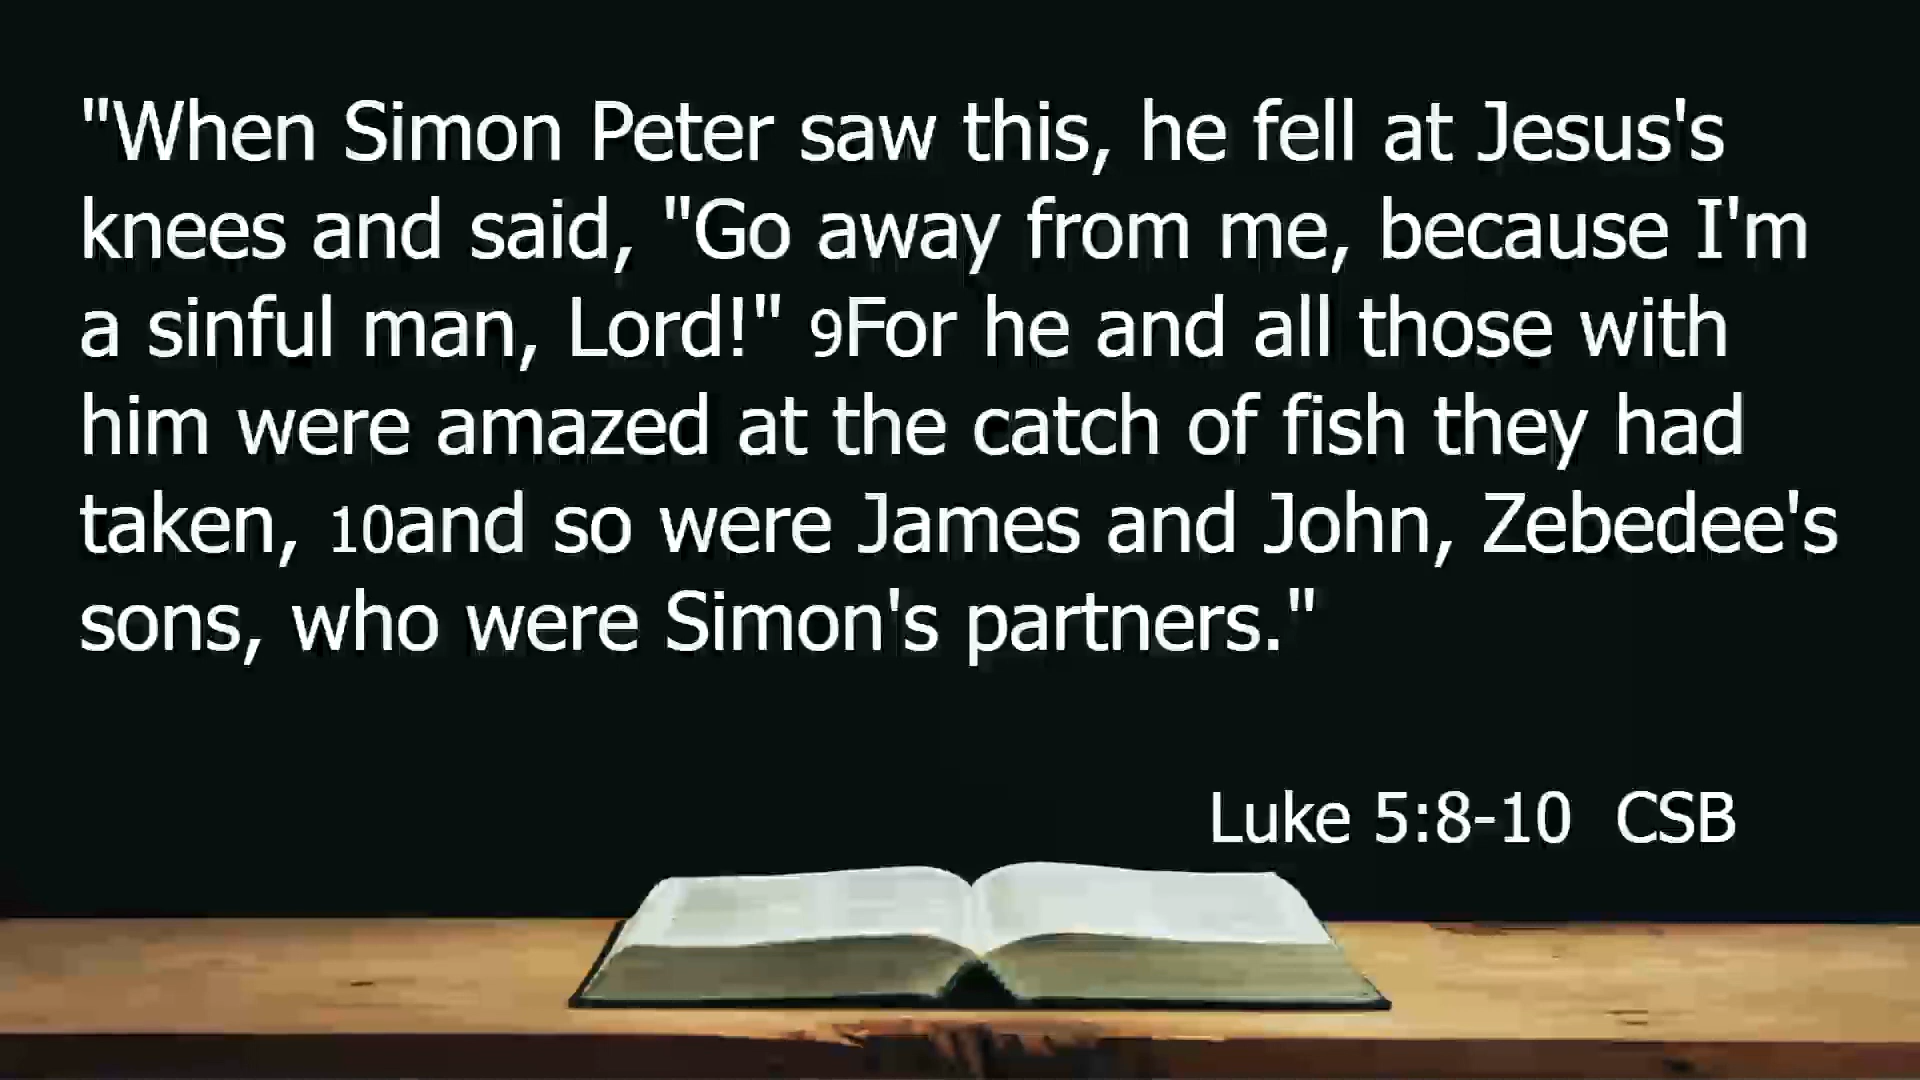 "When Simon Peter saw this, he fell at Jesus's
knees and said, "Go away from me, because I'm
a sinful man, Lord!" 9For he and all those with
him were amazed at the catch of fish they had
taken, 10and so were James and John, Zebedee's
sons, who were Simon's partners."
Luke 5:8-10 CSB